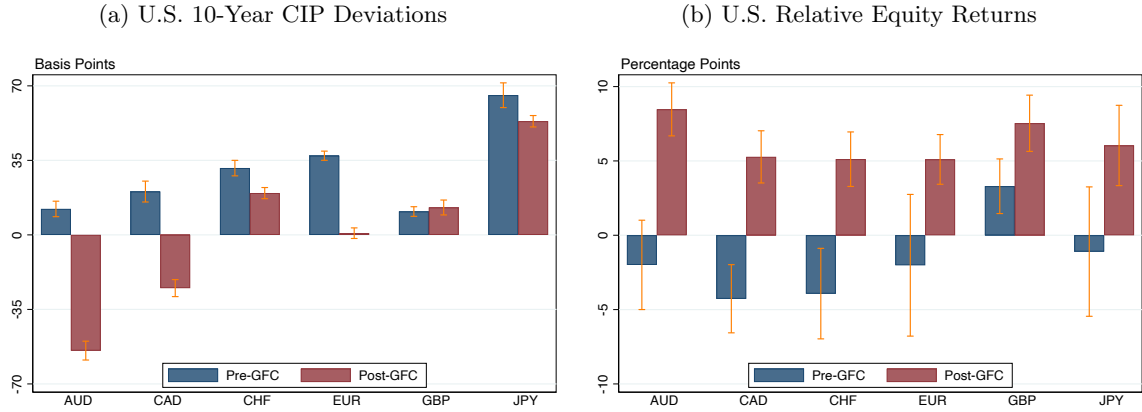 (a) U.S. 10-Year CIP Deviations
Basis Points
70
35
0
-35
-70
Pre-GFC
Post-GFC
AUD
CAD
CHF
EUR
GBP
JPY
(b) U.S. Relative Equity Returns
Percentage Points
10
5
0
-5
-10
Pre-GFC
Post-GFC
AUD
CAD
CHF
EUR
GBP
JPY